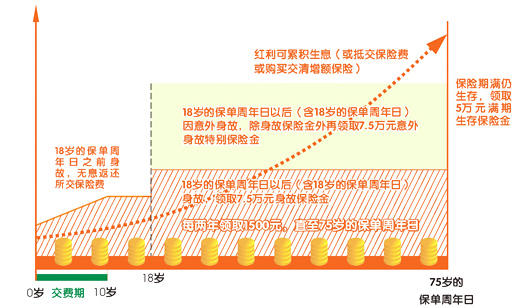 红利可累积生息（或抵交保险费
或购买交清增额保险）
保险期满仍
生存，领取
5万元满期
生存保险金
18岁的保单周年日以后（含18岁的保单周年日）
因意外身故，除身故保险金外再领取7.5万元意外
身故特别保险金
18岁的保单周
年日之前身
故，无息返还
所交保险费
18岁的保单周年日以后（含18岁的保单周年日）
身故，领取7.5万元身故保险金
每两年领取1500元。直至75岁的保单周年日
0岁 交费期 10岁
18岁
75岁的
保单周年日